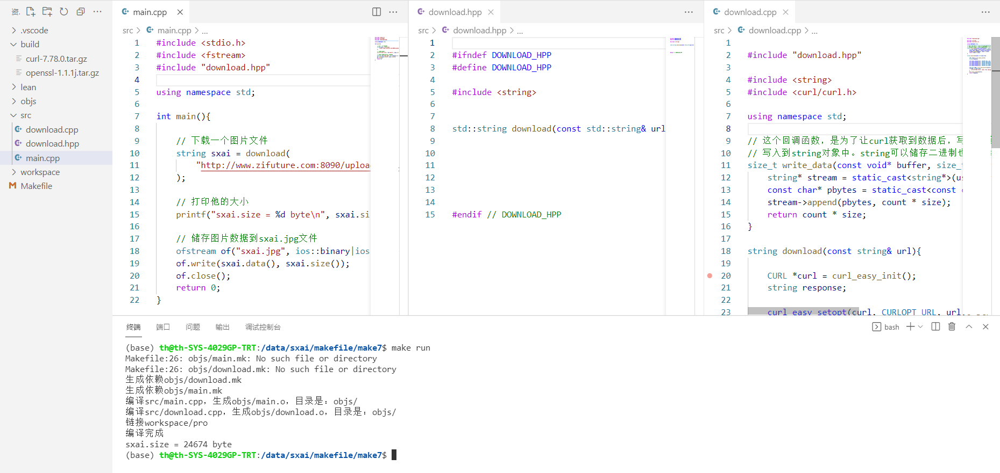 资.
.vscode
build
curl-7.78.0.tar.gz
openssl-1.1.1j.tar.gz
lean
objs
src
download.cpp
download.hpp
main.cpp
workspace
Makefile
main.cpp
src > main.cpp > ...
1 #include <stdio.h>
2 #include <fstream>
3 #include "download.hpp"
4
5 using namespace std;
6
7 int main(){
8
9 // 下载一个图片文件
10 string sxai = download(
11 "http://www.zifuture.com:8090/uploa
12 );
13
14 // 打印他的大小
15 printf("sxai.size = %d byte\n", sxai.si
16
17 // 储存图片数据到sxai.jpg文件
18 ofstream of("sxai.jpg", ios::binary|ios
19 of.write(sxai.data(), sxai.size());
20 of.close();
21 return 0;
22 }
download.hpp
src > download.hpp > ...
1
2 #ifndef DOWNLOAD_HPP
3 #define DOWNLOAD_HPP
4
5 #include <string>
6
7
8 std::string download(const std::string& url
9
10
11
12
13
14
15 #endif // DOWNLOAD_HPP
download.cpp
src > download.cpp > ...
1
2 #include "download.hpp"
3
4 #include <string>
5 #include <curl/curl.h>
6
7 using namespace std;
8
9 // 这个回调函数，是为了让curl获取到数据后，写
10 // 写入到string对象中。string可以储存二进制也
11 size_t write_data(const void* buffer, size_
12 string* stream = static_cast<string*>(u
13 const char* pbytes = static_cast<const
14 stream->append(pbytes, count * size);
15 return count * size;
16 }
17
18 string download(const string& url){
19
20 CURL *curl = curl_easy_init();
21 string response;
22
23 curl_easy_setopt(curl, CURLOPT_URL, url.
终端 端口 问题 输出 调试控制台
bash
(base) th@th-SYS-4029GP-TRT:/data/sxai/makefile/make7$ make run
Makefile:26: objs/main.mk: No such file or directory
Makefile:26: objs/download.mk: No such file or directory
生成依赖objs/download.mk
生成依赖objs/main.mk
编译src/main.cpp，生成objs/main.o，目录是：objs/
编译src/download.cpp，生成objs/download.o，目录是：objs/
链接workspace/pro
编译完成
sxai.size = 24674 byte
(base) th@th-SYS-4029GP-TRT:/data/sxai/makefile/make7$